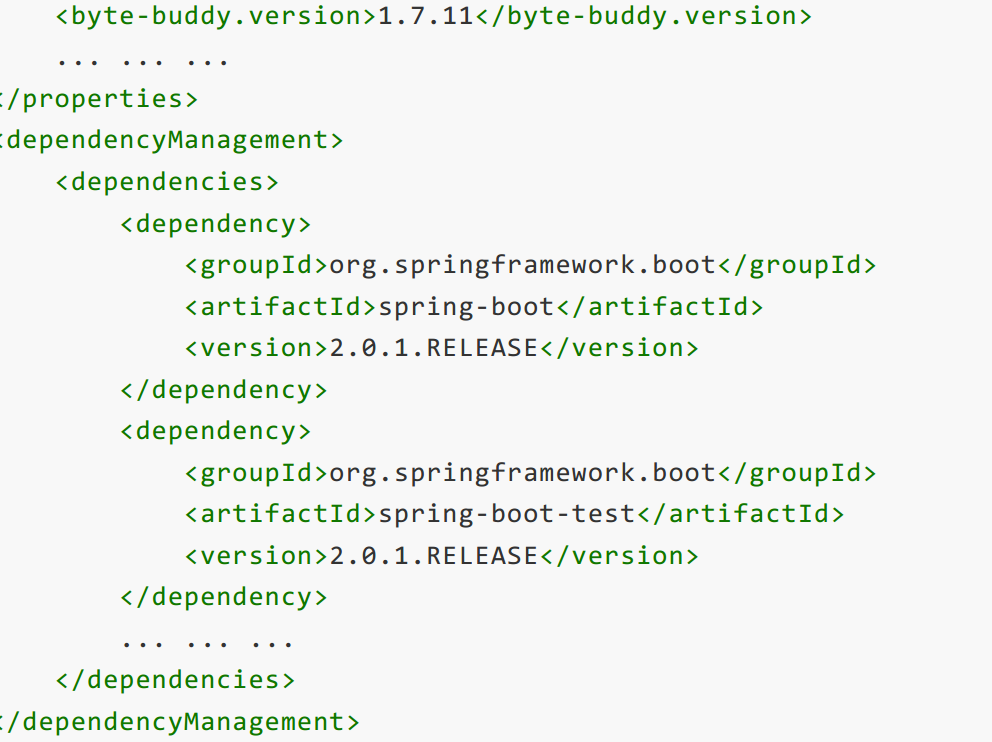 <byte-buddy.version>1.7.11</byte-buddy.version>
... ... ...
</properties>
<dependencyManagement>
<dependencies>
<dependency>
<groupId>org.springframework.boot</groupId>
<artifactId>spring-boot</artifactId>
<version>2.0.1.RELEASE</version>
</dependency>
<dependency>
<groupId>org.springframework.boot</groupId>
<artifactId>spring-boot-test</artifactId>
<version>2.0.1.RELEASE</version>
</dependency>
... ... ...
</dependencies>
</dependencyManagement>